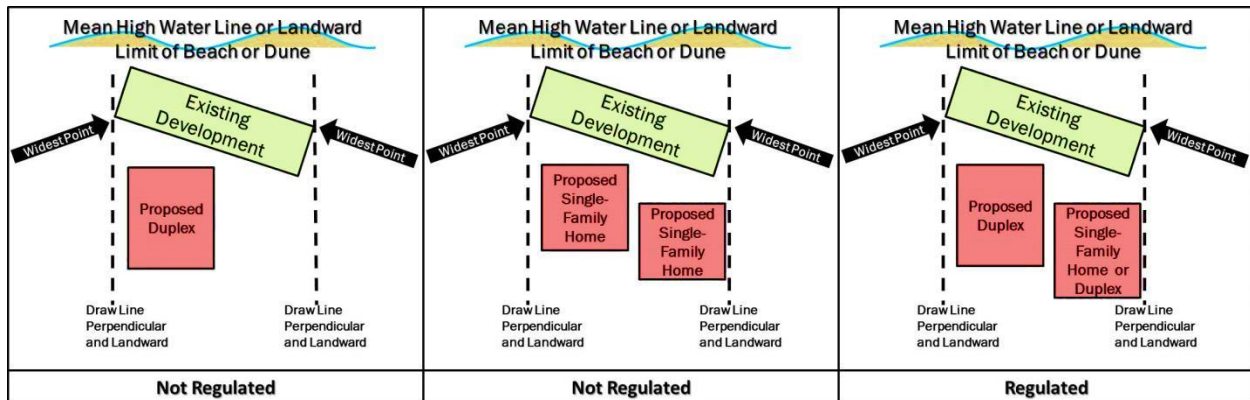 Mean High Water Line or Landward
Limit of Beach or Dune
Existing
Development
Widest Point
Widest Point
Proposed
Duplex
Draw Line
Perpendicular
and Landward
Draw Line
Perpendicular
and Landward
Not Regulated
Mean High Water Line or Landward
Limit of Beach or Dune
Existing
Development
Widest Point
Widest Point
Proposed
Single-
Family
Home
Proposed
Single-
Family
Home
Draw Line
Perpendicular
and Landward
Draw Line
Perpendicular
and Landward
Not Regulated
Mean High Water Line or Landward
Limit of Beach or Dune
Existing
Development
Widest Point
Widest Point
Proposed
Duplex
Proposed
Single-
Family
Home or
Duplex
Draw Line
Perpendicular
and Landward
Draw Line
Perpendicular
and Landward
Regulated